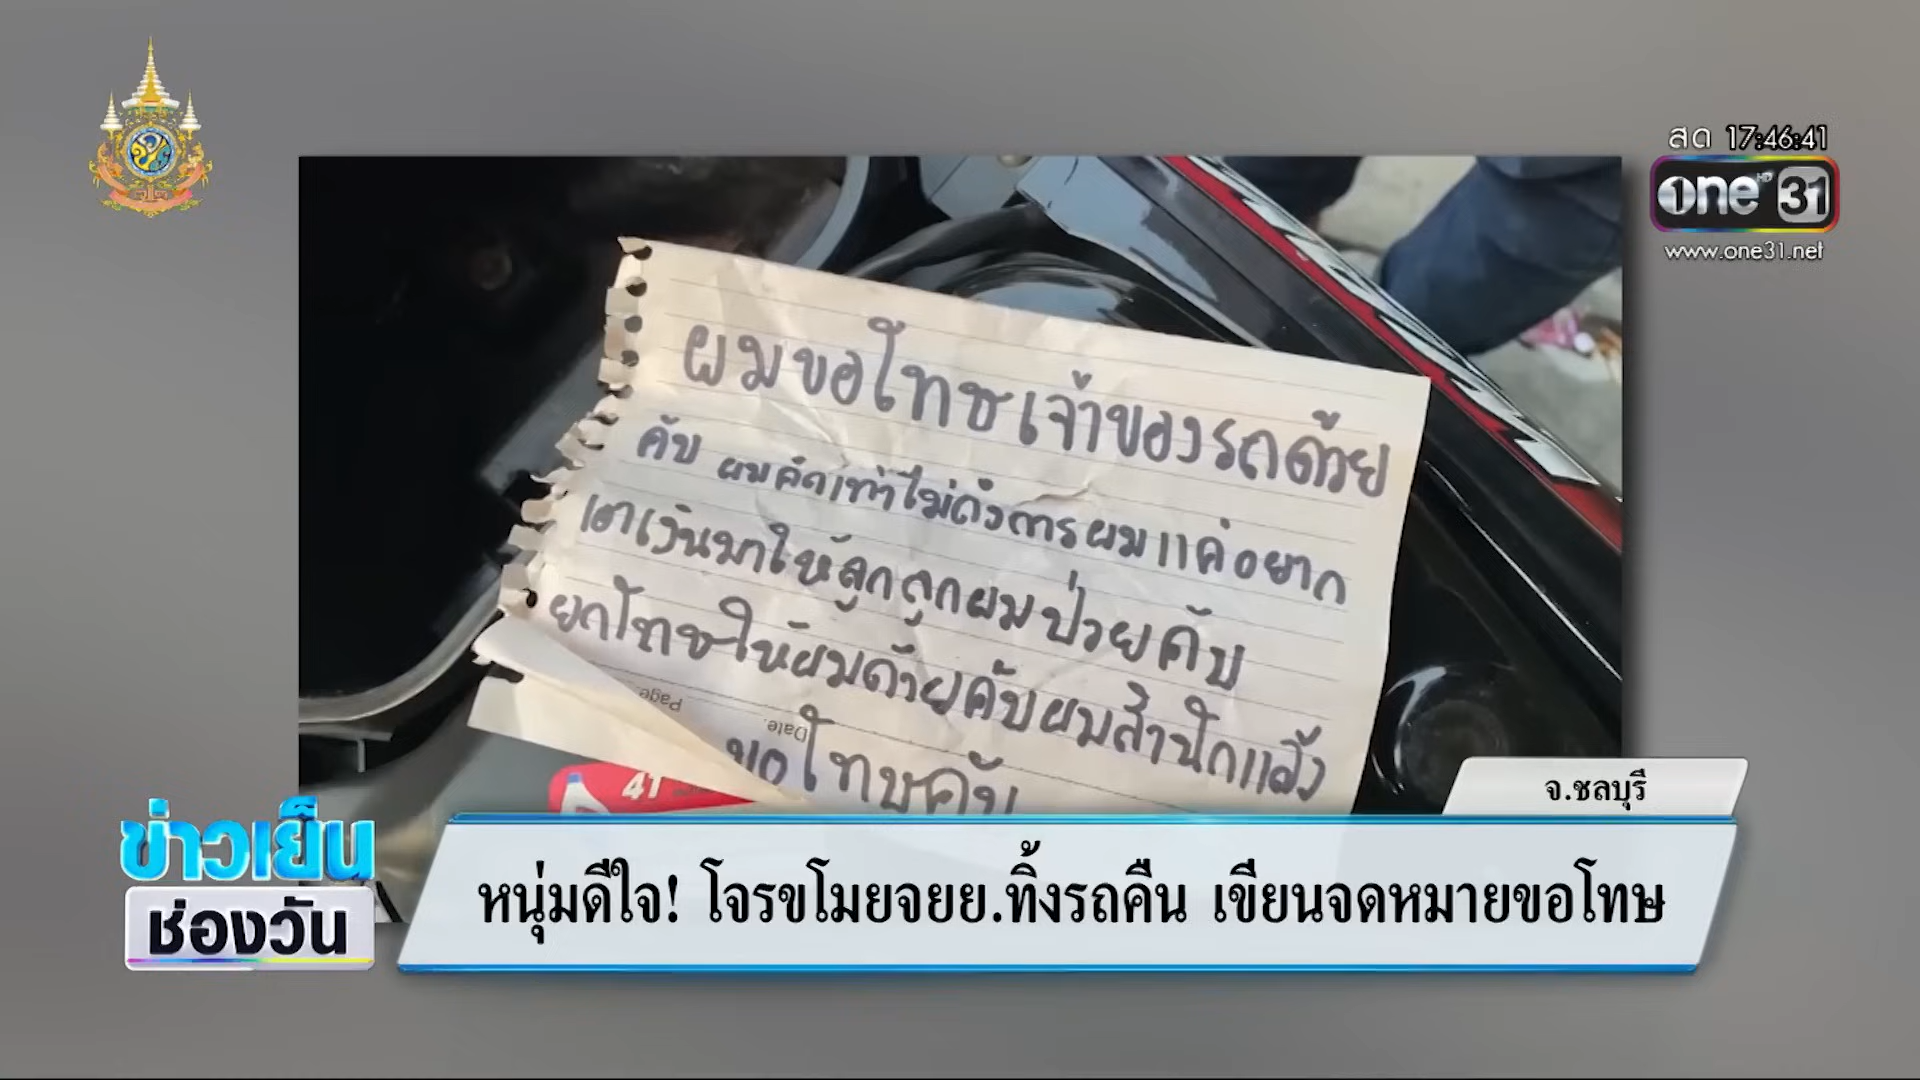 สด 17:46:41
one HD 31
www.one31.net
ผมขอโทชเจ้าของรถด้วย
คับ ผมคิดเท่าไม่ถึงการผมแค่อยาก
เอาเงินมาให้ลูกลูกผมป่วยคับ
ยกโทชให้ผมด้วยคับผมสำนึกแล้ว
Page
Date.
ขอโทษคับ
41
จ.ชลบุรี
ข่าวเย็น
ช่องวัน
หนุ่มดีใจ! โจรขโมยจยย.ทิ้งรถคืน เขียนจดหมายขอโทษ